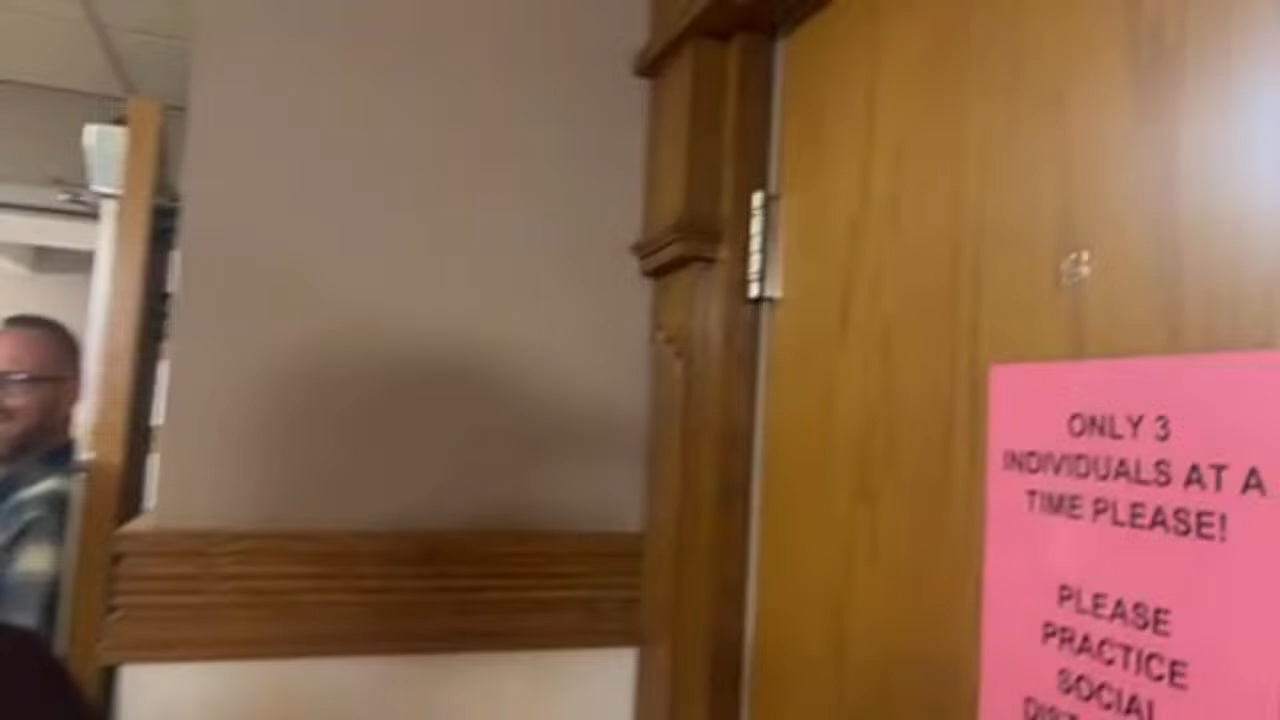 ONLY 3
INDIVIDUALS AT A
TIME PLEASE!
PLEASE
PRACTICE
SOCIAL